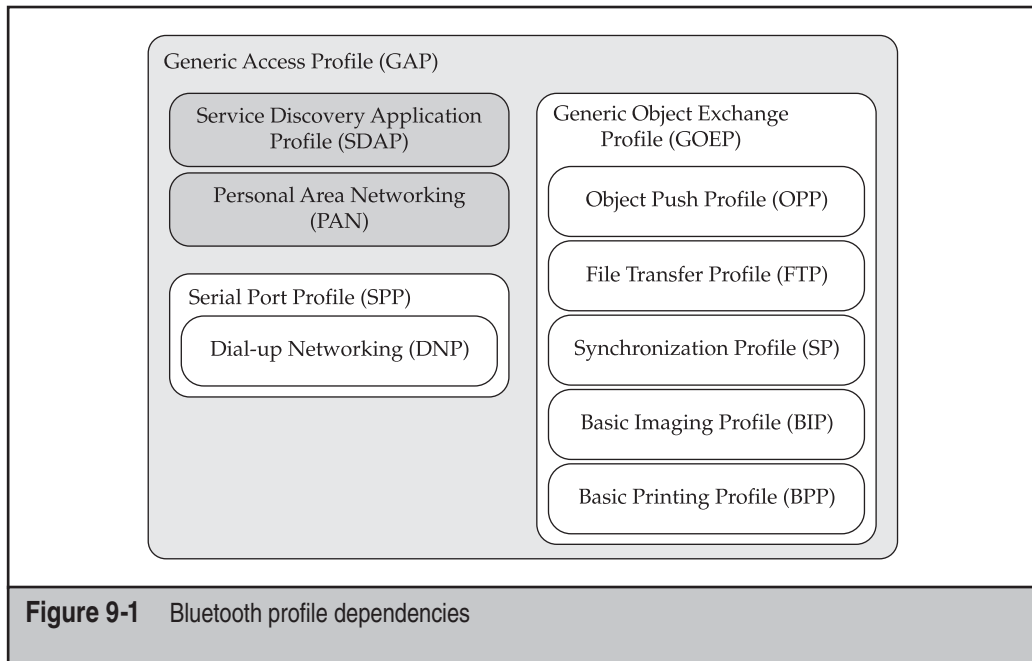 Generic Access Profile (GAP)
Service Discovery Application
Profile (SDAP)
Personal Area Networking
(PAN)
Serial Port Profile (SPP)
Dial-up Networking (DNP)
Generic Object Exchange
Profile (GOEP)
Object Push Profile (OPP)
File Transfer Profile (FTP)
Synchronization Profile (SP)
Basic Imaging Profile (BIP)
Basic Printing Profile (BPP)
Figure 9-1 Bluetooth profile dependencies